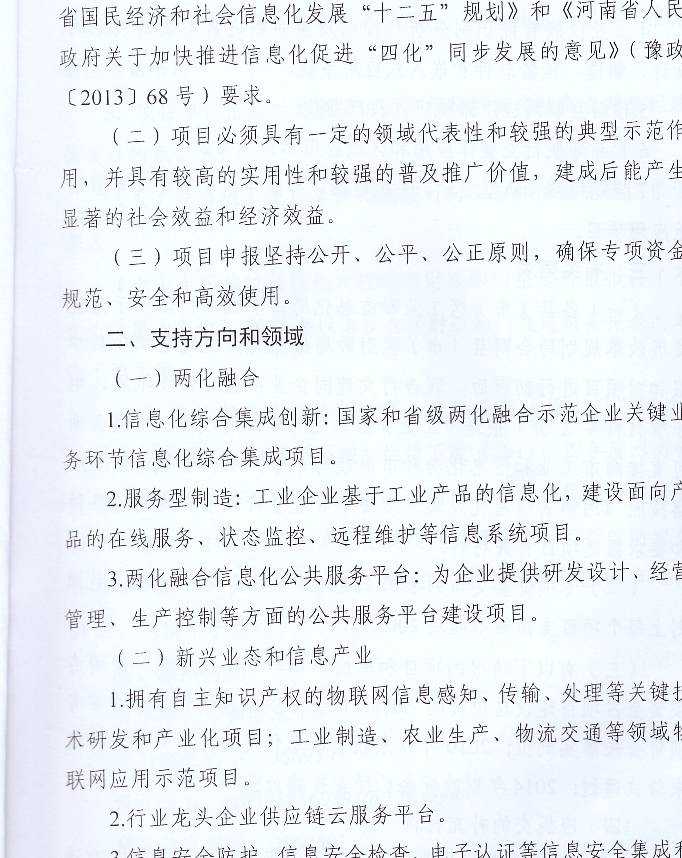 省国民经济和社会信息化发展“十二五”规划》和《河南省人民
政府关于加快推进信息化促进“四化”同步发展的意见》（豫政
〔2013〕68号）要求。
（二）项目必须具有一定的领域代表性和较强的典型示范作
用，并具有较高的实用性和较强的普及推广价值，建成后能产生
显著的社会效益和经济效益。
（三）项目申报坚持公开、公平、公正原则，确保专项资金
规范、安全和高效使用。
二、支持方向和领域
（一）两化融合
1.信息化综合集成创新：国家和省级两化融合示范企业关键业
务环节信息化综合集成项目。
2.服务型制造：工业企业基于工业产品的信息化，建设面向产
品的在线服务、状态监控、远程维护等信息系统项目。
3.两化融合信息化公共服务平台：为企业提供研发设计、经营
管理、生产控制等方面的公共服务平台建设项目。
（二）新兴业态和信息产业
1.拥有自主知识产权的物联网信息感知、传输、处理等关键技
术研发和产业化项目；工业制造、农业生产、物流交通等领域物
联网应用示范项目。
2.行业龙头企业供应链云服务平台。
3.信息安全防护、信息安全检查、电子认证等信息安全集成和